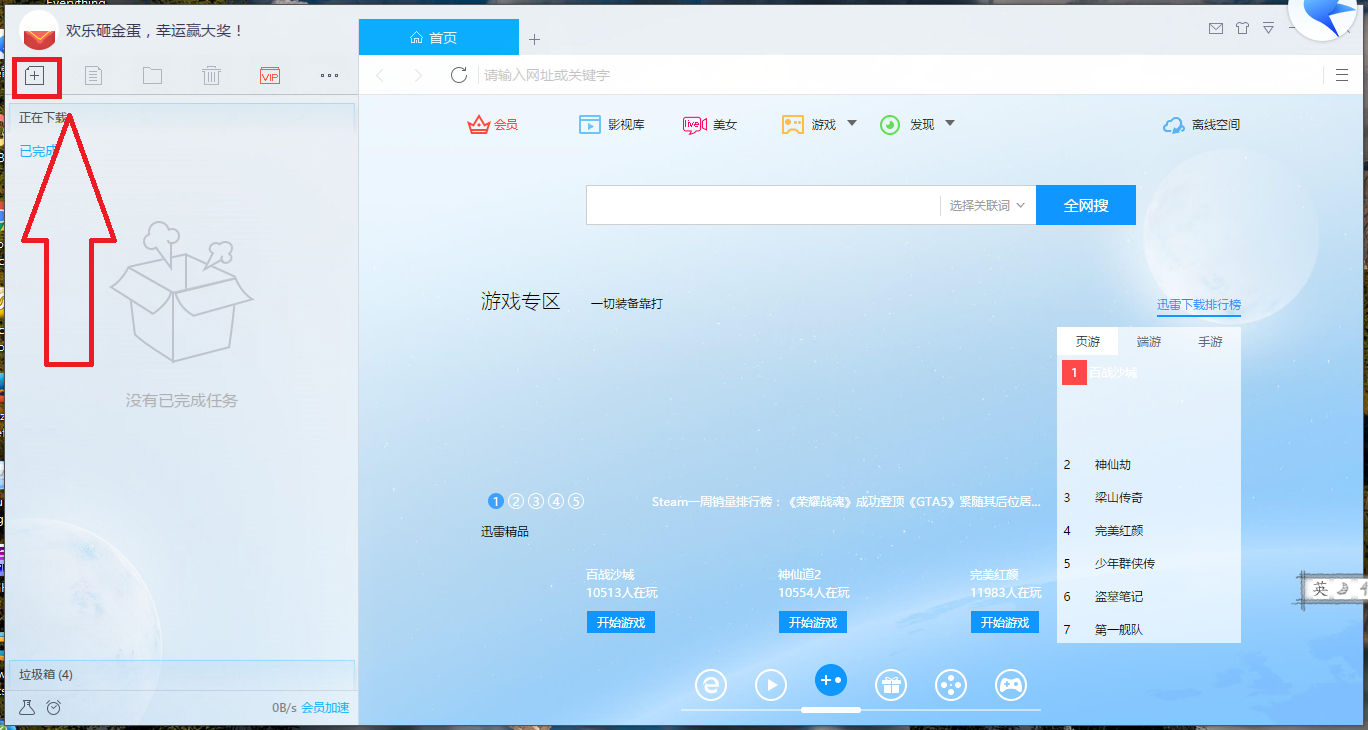 Everything
欢乐砸金蛋，幸运赢大奖！
首页
VIP
请输入网址或关键字
正在下载
已完成
会员
影视库
live
美女
游戏
发现
离线空间
选择关联词
全网搜
游戏专区
一切装备靠打
迅雷下载排行榜
页游
端游
手游
1 百战沙城
没有已完成任务
2 神仙劫
3 梁山传奇
1 2 3 4 5
Steam一周销量排行榜：《荣耀战魂》成功登顶《GTA5》紧随其后位居...
迅雷精品
4 完美红颜
5 少年群侠传
百战沙城
10513人在玩
开始游戏
神仙道2
10554人在玩
开始游戏
完美红颜
11983人在玩
开始游戏
6 盗墓笔记
7 第一舰队
英
垃圾箱 (4)
0B/s 会员加速